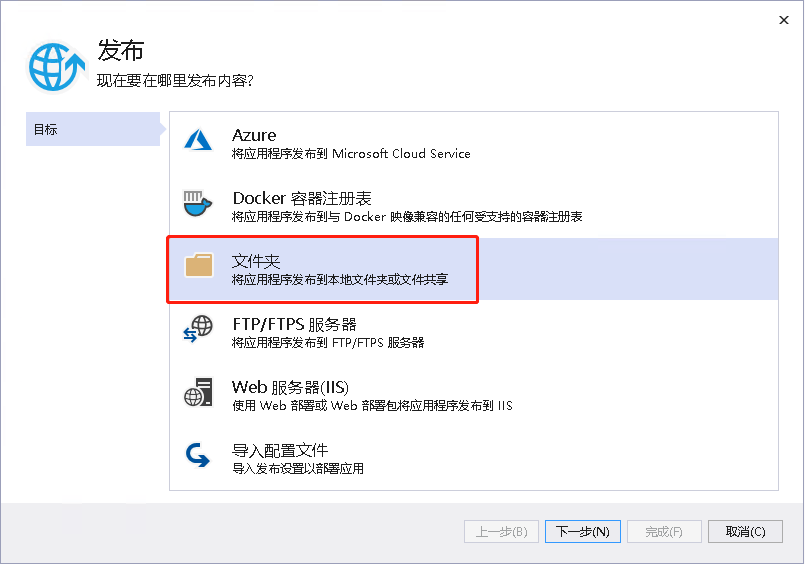 发布
现在要在哪里发布内容?
目标
Azure
将应用程序发布到 Microsoft Cloud Service
Docker 容器注册表
将应用程序发布到与 Docker 映像兼容的任何受支持的容器注册表
文件夹
将应用程序发布到本地文件夹或文件共享
FTP/FTPS 服务器
将应用程序发布到 FTP/FTPS 服务器
Web 服务器(IIS)
使用 Web 部署或 Web 部署包将应用程序发布到 IIS
导入配置文件
导入发布设置以部署应用
上一步(B) 下一步(N) 完成(F) 取消(C)